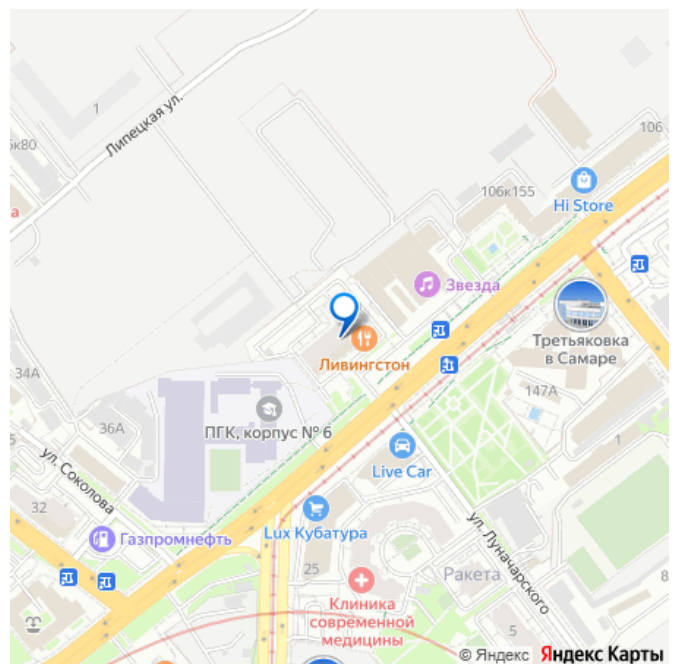 1
Липецкая ул.
к80
106
106к155
Hi Store
а
Звезда
Третьяковка
в Самаре
Ливингстон
34А
36А
ПГК, корпус № 6
147А
1
ул. Соколова
Live Car
32
Газпромнефть
Lux Кубатура
ул. Луначарского
25
Ракета
8
Клиника
современной
медицины
5
© Яндекс Яндекс Карты